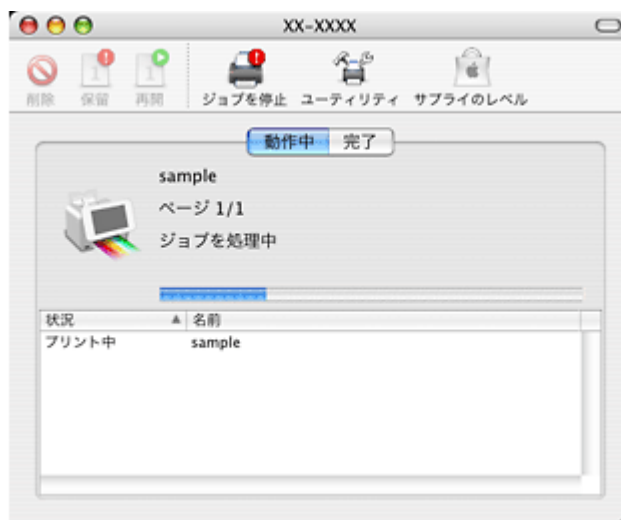 XX-XXXX
削除 保留 再開 ジョブを停止 ユーティリティ サプライのレベル
動作中 完了
sample
ページ 1/1
ジョブを処理中
状況 名前
プリント中 sample